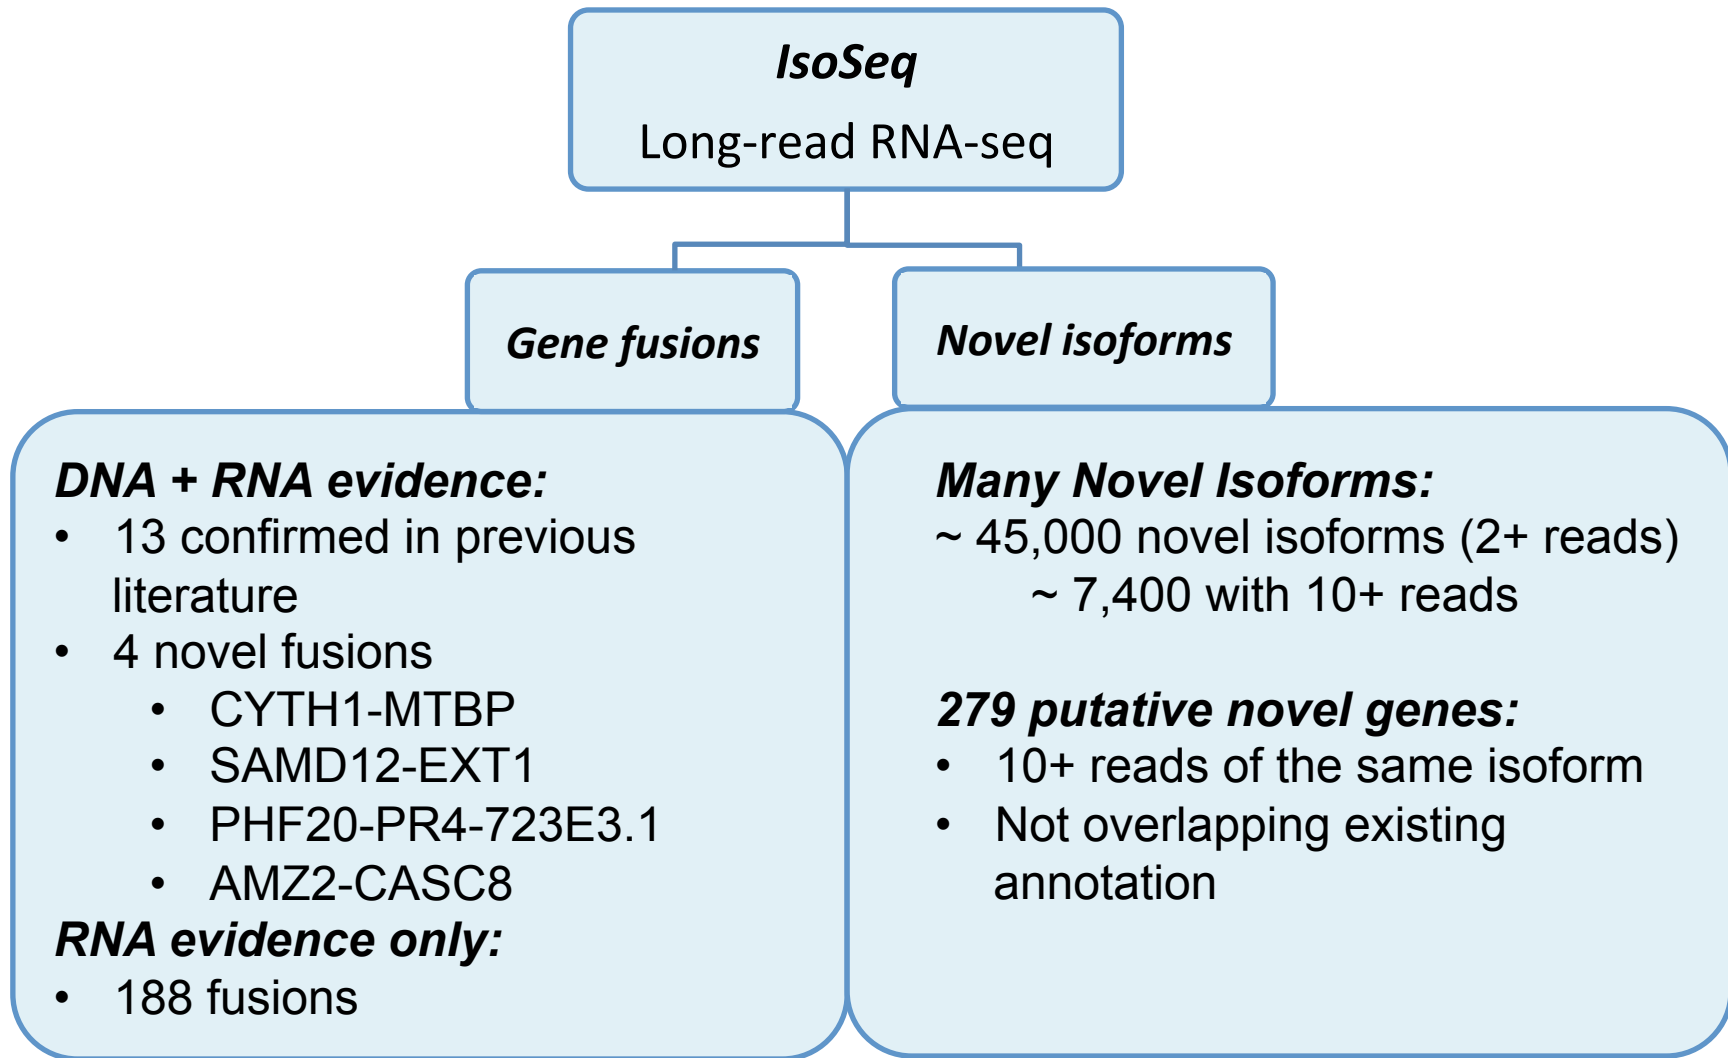 IsoSeq
Long-read RNA-seq
Gene fusions
Novel isoforms
DNA + RNA evidence:
• 13 confirmed in previous
literature
• 4 novel fusions
• CYTH1-MTBP
• SAMD12-EXT1
• PHF20-PR4-723E3.1
• AMZ2-CASC8
RNA evidence only:
• 188 fusions
Many Novel Isoforms:
~ 45,000 novel isoforms (2+ reads)
~ 7,400 with 10+ reads
279 putative novel genes:
• 10+ reads of the same isoform
• Not overlapping existing
annotation